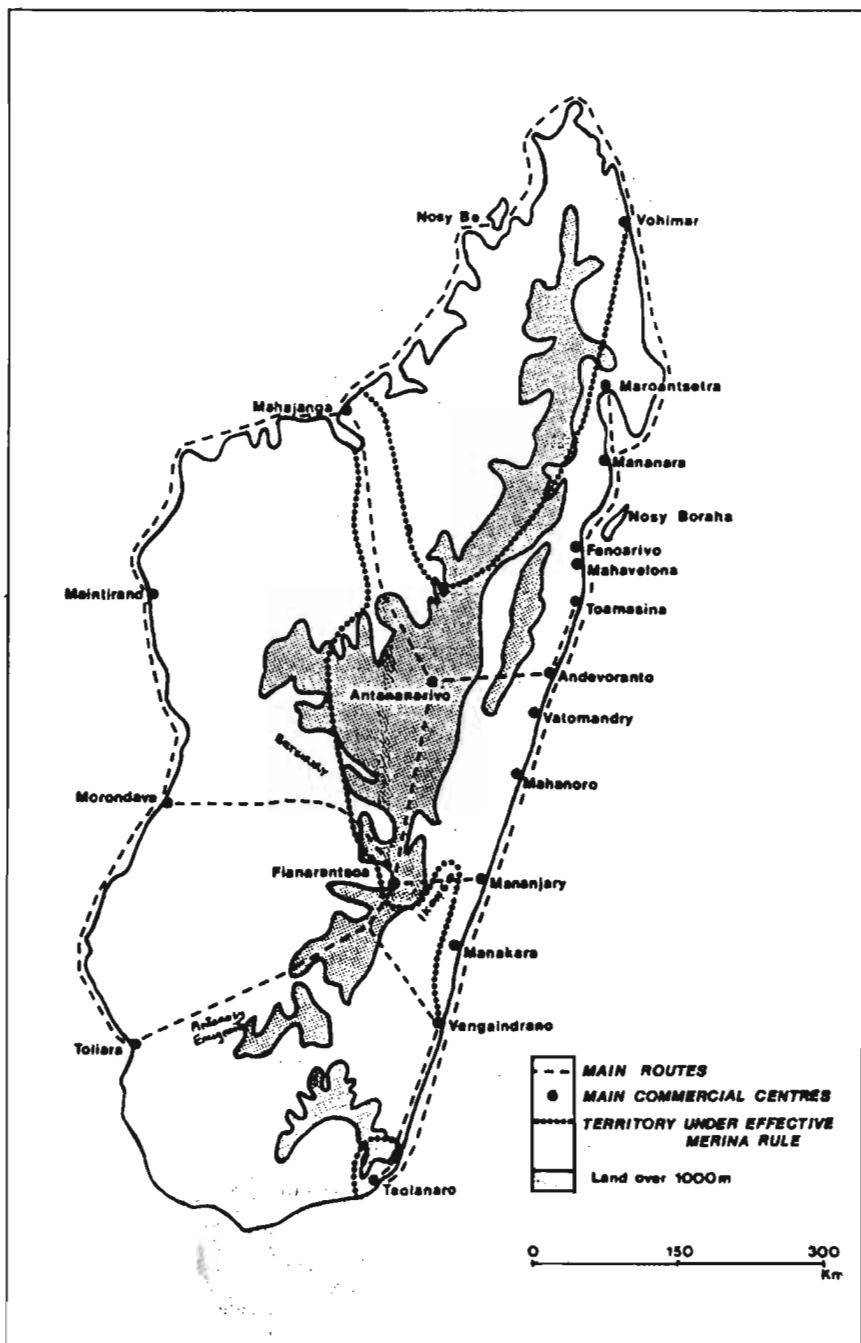 Nosy Be
Vohimar
Maroantsetra
Mahajanga
Mananara
Nosy Boraha
Fenoarivo
Mahavelona
Maintirano
Toamasina
Antananarivo
Andevoranto
Vatomandry
Mahanoro
Morondava
Fianarantsoa
Mananjary
Manakara
Vangaindrano
Toliara
Taolanaro
MAIN ROUTES
MAIN COMMERCIAL CENTRES
TERRITORY UNDER EFFECTIVE
MERINA RULE
Land over 1000m
0 150 300
Km